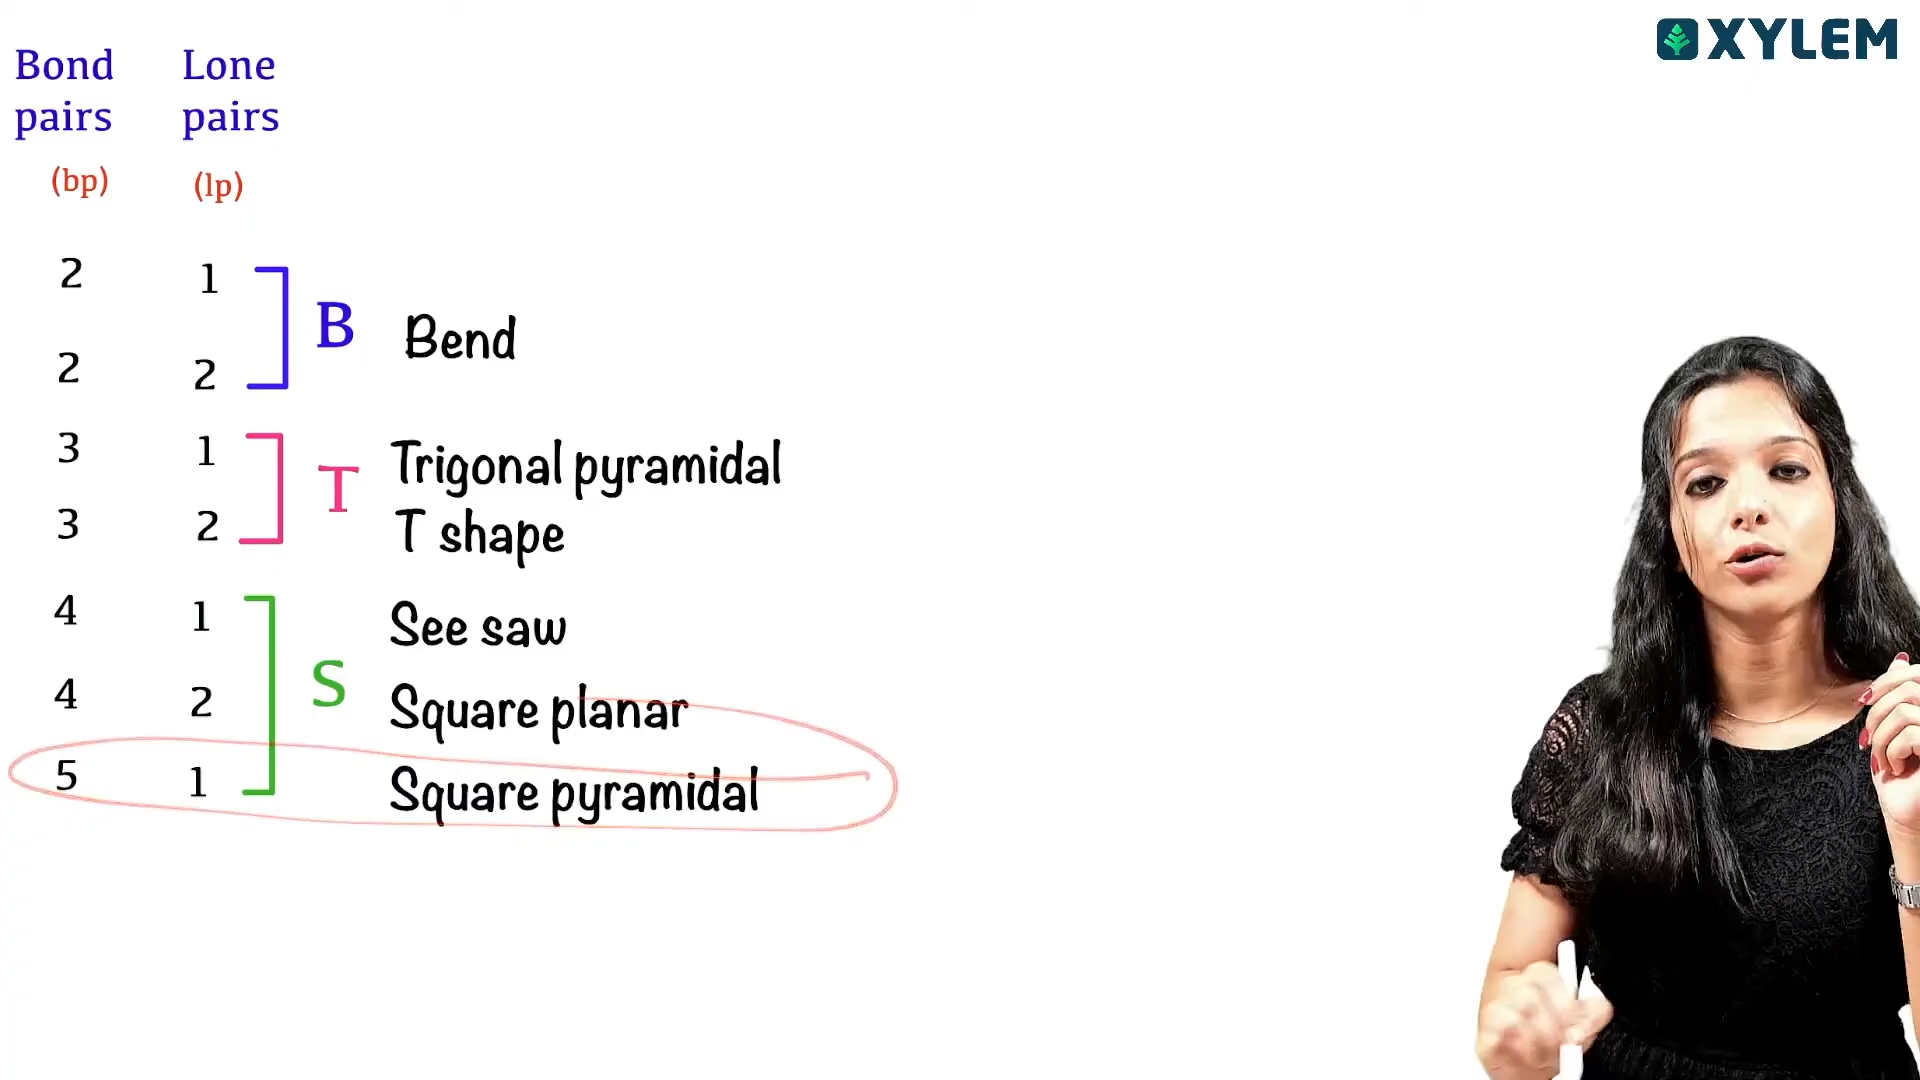 XYLEM
Bond Lone
pairs pairs
(bp) (lp)
2 1
B Bend
2 2
3 1 Trigonal pyramidal
T
3 2 T shape
4 1 See saw
S
4 2 Square planar
5 1 Square pyramidal